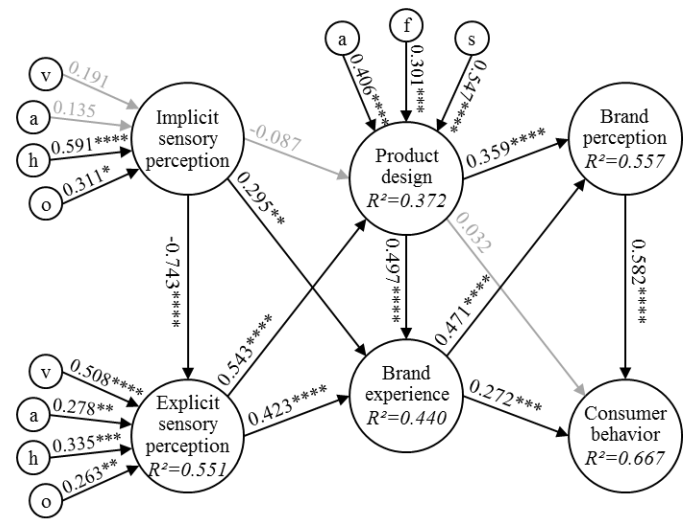 a
f
s
0.406****
0.301***
0.547****
v
0.191
a
0.135
h
0.591****
o
0.311*
Implicit
sensory
perception
-0.087
Product
design
R²=0.372
0.359****
Brand
perception
R²=0.557
0.295**
0.032
-0.743****
0.497****
0.471****
0.582****
0.543****
v
0.508****
a
0.278**
h
0.335***
o
0.263**
Explicit
sensory
perception
R²=0.551
0.423****
Brand
experience
R²=0.440
0.272***
Consumer
behavior
R²=0.667